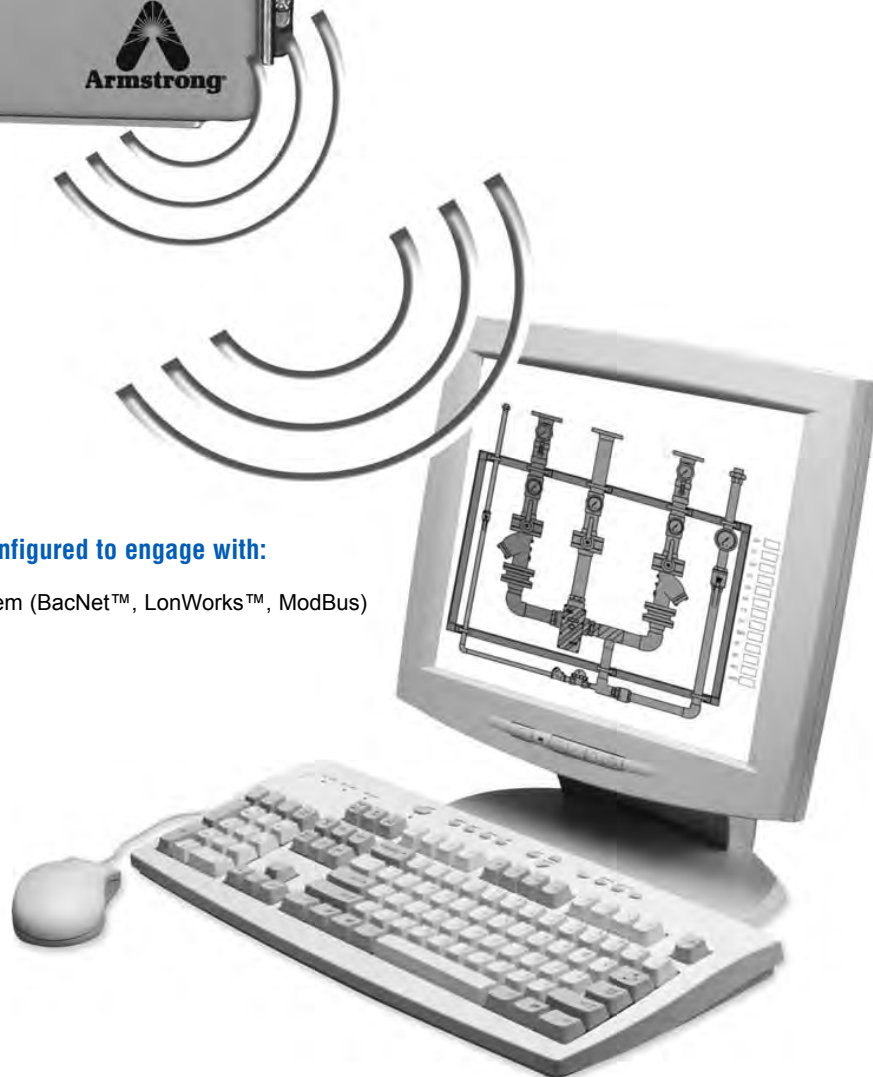 Armstrong
nfigured to engage with:
em (BacNet™, LonWorks™, ModBus)